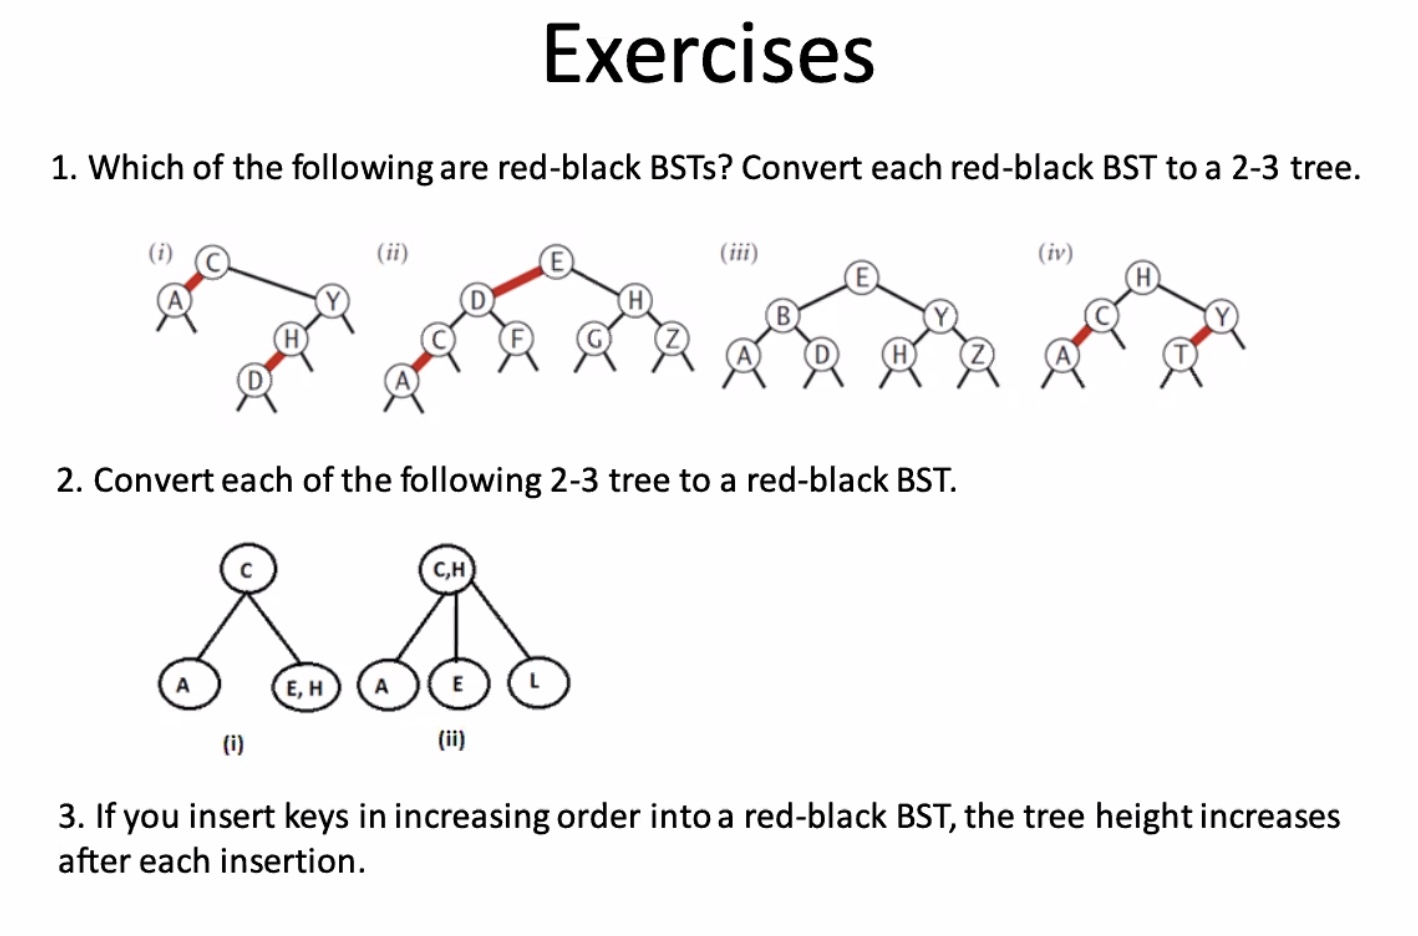 Exercises
1. Which of the following are red-black BSTs? Convert each red-black BST to a 2-3 tree.
(i) (ii) (iii) (iv)
C E E H
A Y D H B Y C Y
H C F G Z A D H Z A T
D A
2. Convert each of the following 2-3 tree to a red-black BST.
C C,H
A E, H A E L
(i) (ii)
3. If you insert keys in increasing order into a red-black BST, the tree height increases
after each insertion.